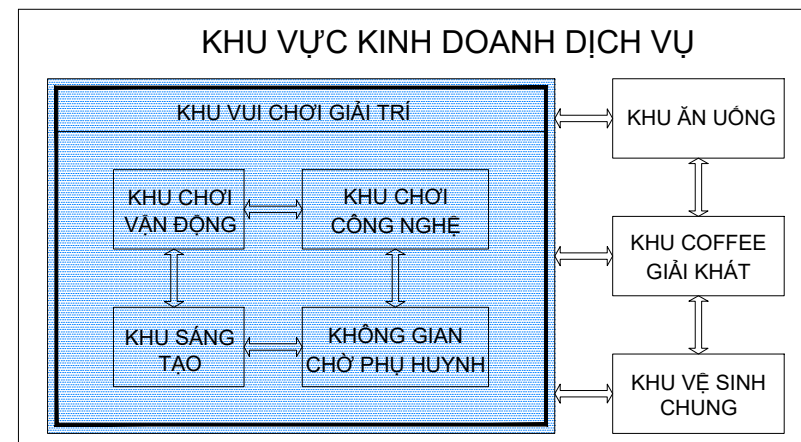 KHU VỰC KINH DOANH DỊCH VỤ
KHU VUI CHƠI GIẢI TRÍ
KHU CHƠI
VẬN ĐỘNG
KHU CHƠI
CÔNG NGHỆ
KHU SÁNG
TẠO
KHÔNG GIAN
CHỜ PHỤ HUYNH
KHU ĂN UỐNG
KHU COFFEE
GIẢI KHÁT
KHU VỆ SINH
CHUNG